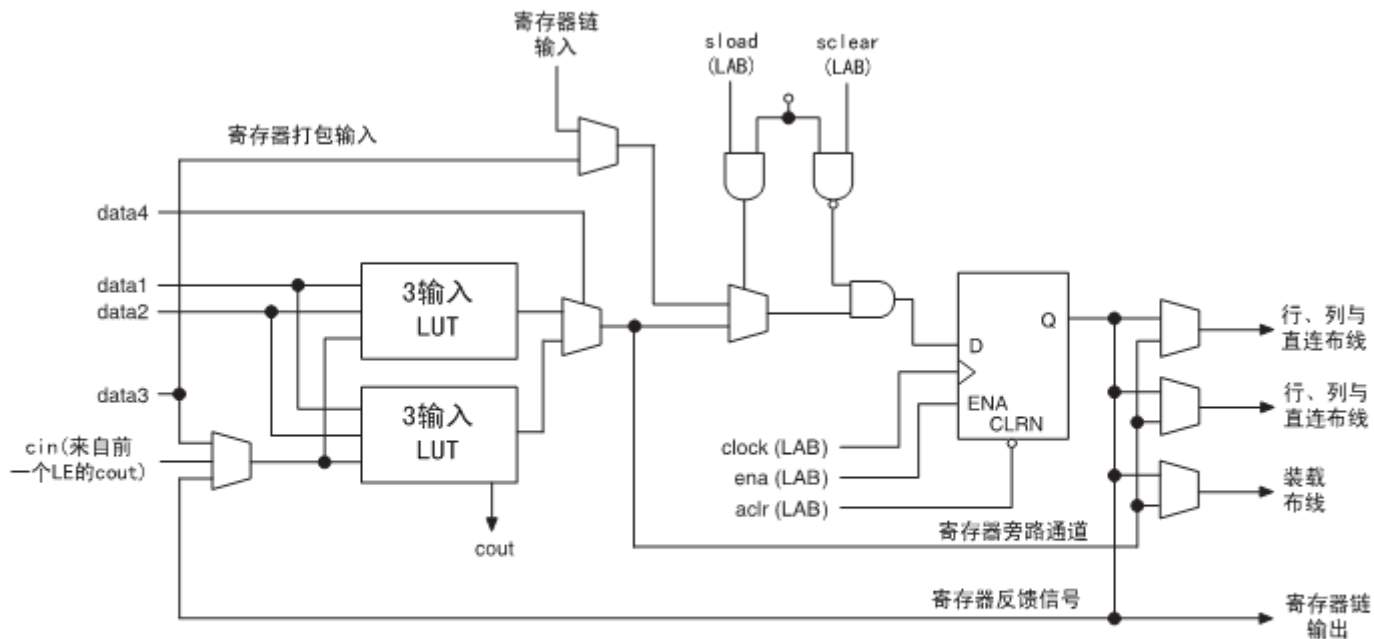 寄存器链
输入
sload
(LAB)
sclear
(LAB)
寄存器打包输入
data4
data1
data2
3输入
LUT
data3
3输入
LUT
cin(来自前
一个LE的cout)
cout
Q
D
ENA
CLRN
clock (LAB)
ena (LAB)
aclr (LAB)
行、列与
直连布线
行、列与
直连布线
装载
布线
寄存器旁路通道
寄存器反馈信号
寄存器链
输出